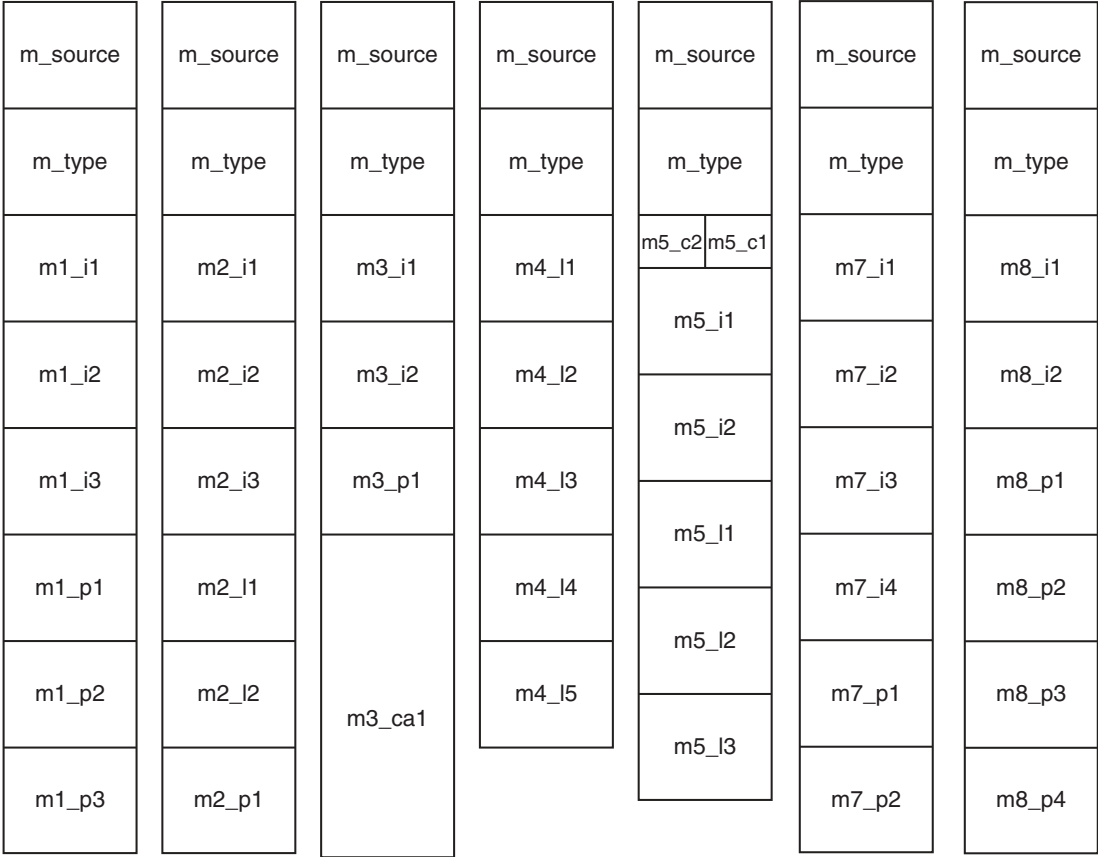 m_source m_source m_source m_source m_source m_source m_source
m_type m_type m_type m_type m_type m_type m_type
m1_i1 m2_i1 m3_i1 m4_l1 m5_c2 m5_c1 m7_i1 m8_i1
m5_i1
m1_i2 m2_i2 m3_i2 m4_l2 m7_i2 m8_i2
m5_i2
m1_i3 m2_i3 m3_p1 m4_l3 m7_i3 m8_p1
m5_l1
m1_p1 m2_l1 m4_l4 m7_i4 m8_p2
m5_l2
m1_p2 m2_l2 m3_ca1 m4_l5 m7_p1 m8_p3
m5_l3
m1_p3 m2_p1 m7_p2 m8_p4